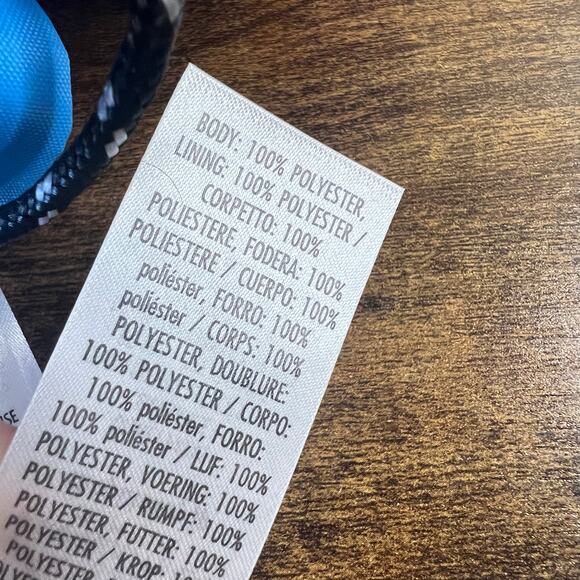 BODY: 100% POLYESTER,
LINING: 100% POLYESTER /
CORPETTO: 100%
POLIESTERE, FODERA: 100%
POLIESTERE / CUERPO: 100%
poliéster, FORRO: 100%
poliéster / CORPS: 100%
POLYESTER, DOUBLURE:
100% POLYESTER / CORPO:
100% poliéster, FORRO:
100% poliéster / LIJF: 100%
POLYESTER, VOERING: 100%
POLYESTER / RUMPF: 100%
POLYESTER, FUTTER: 100%
POLYESTER / KROP: